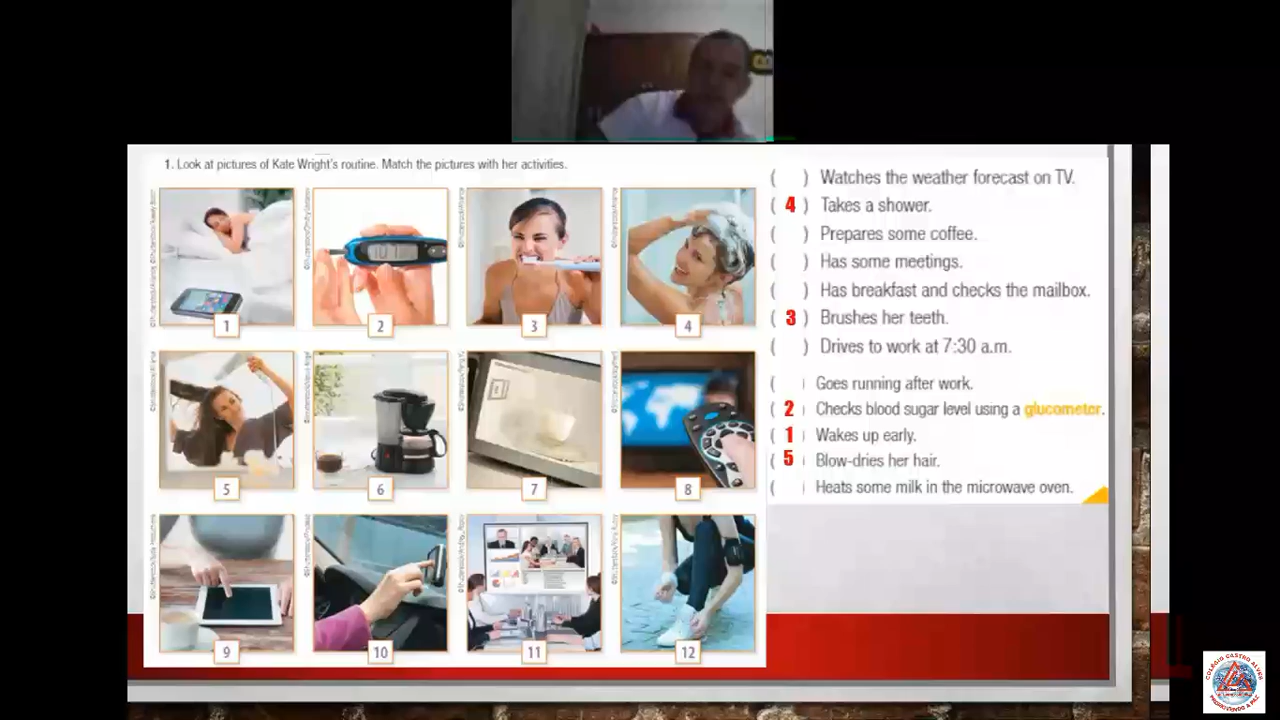 1. Look at pictures of Kate Wright's routine. Match the pictures with her activities.
1
2
3
4
5
6
7
8
9
10
11
12
( ) Watches the weather forecast on TV.
( 4 ) Takes a shower.
( ) Prepares some coffee.
( ) Has some meetings.
( ) Has breakfast and checks the mailbox.
( 3 ) Brushes her teeth.
( ) Drives to work at 7:30 a.m.
( ) Goes running after work.
( 2 ) Checks blood sugar level using a glucometer.
( 1 ) Wakes up early.
( 5 ) Blow-dries her hair.
( ) Heats some milk in the microwave oven.
COLÉGIO CASTRO ALVES